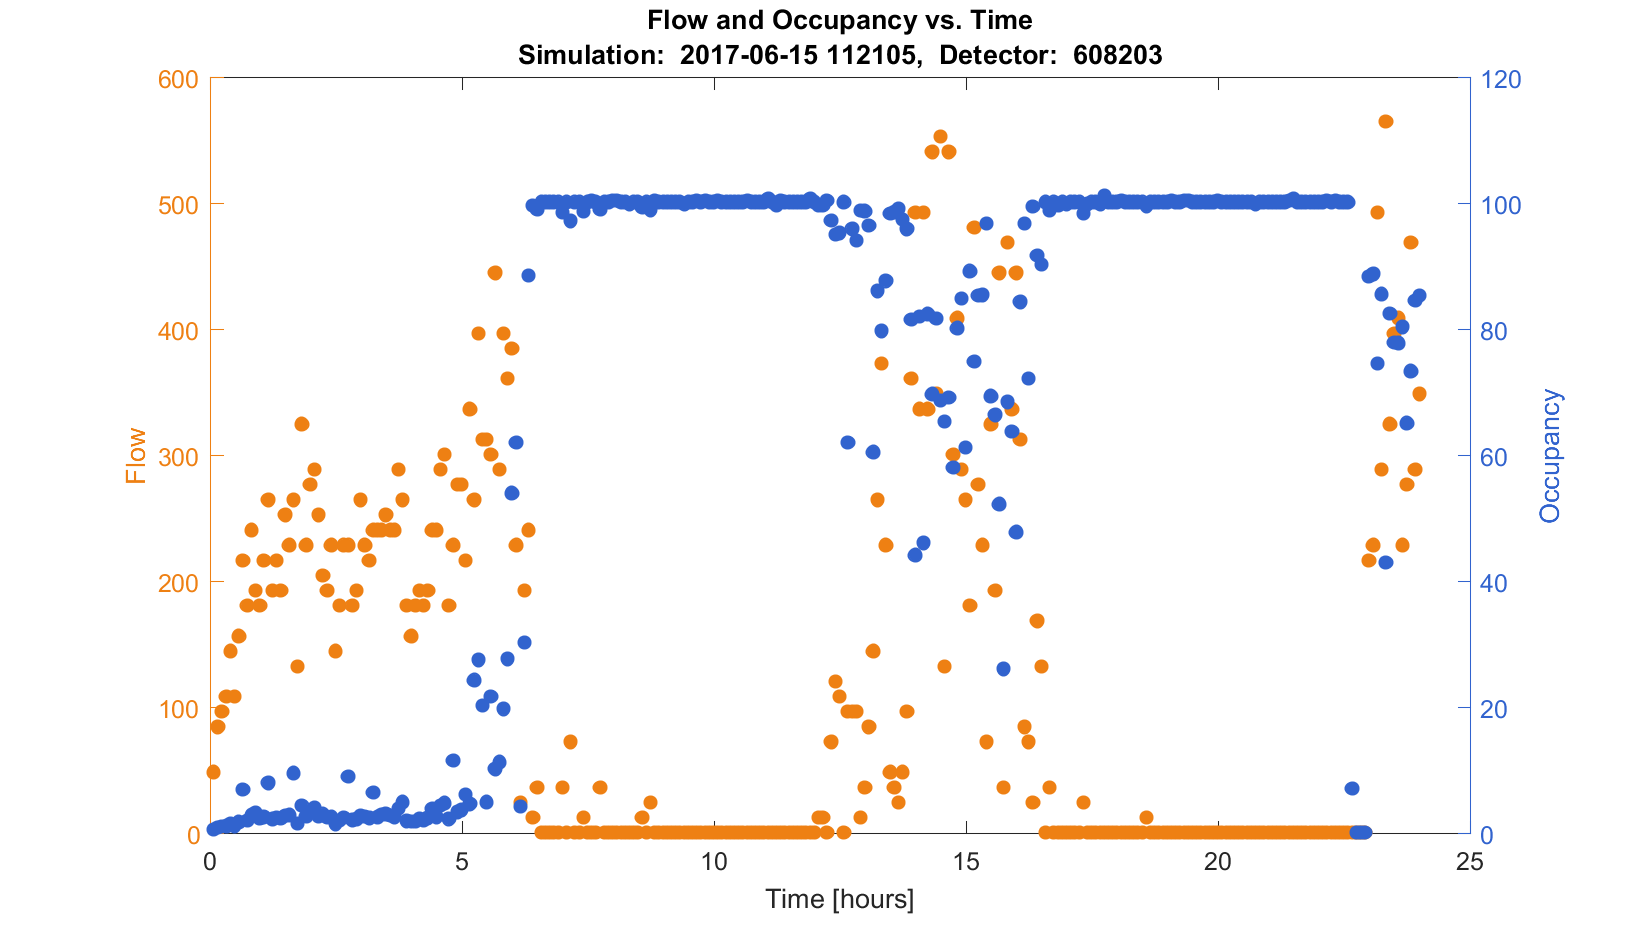 Flow and Occupancy vs. Time
Simulation:  2017-06-15 112105,  Detector:  608203
600
500
400
300
200
100
0
Flow
120
100
80
60
40
20
0
Occupancy
0 5 10 15 20 25
Time [hours]